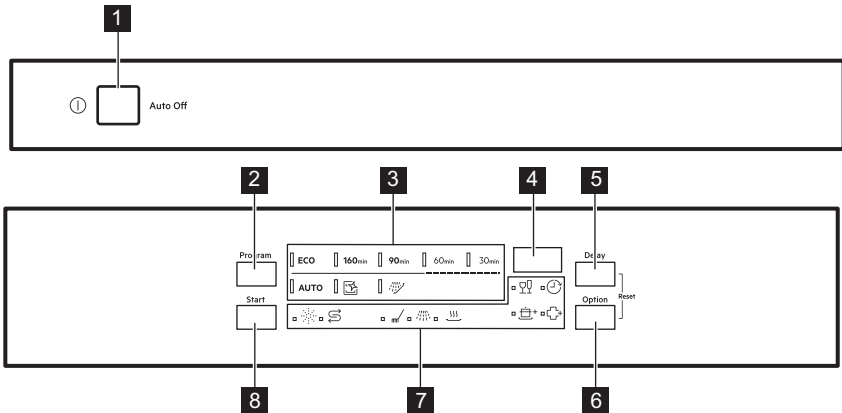 1
Auto Off
2
3
4
5
Program
Delay
ECO 160min 90min 60min 30min
AUTO
Start
Option
Reset
8
7
6